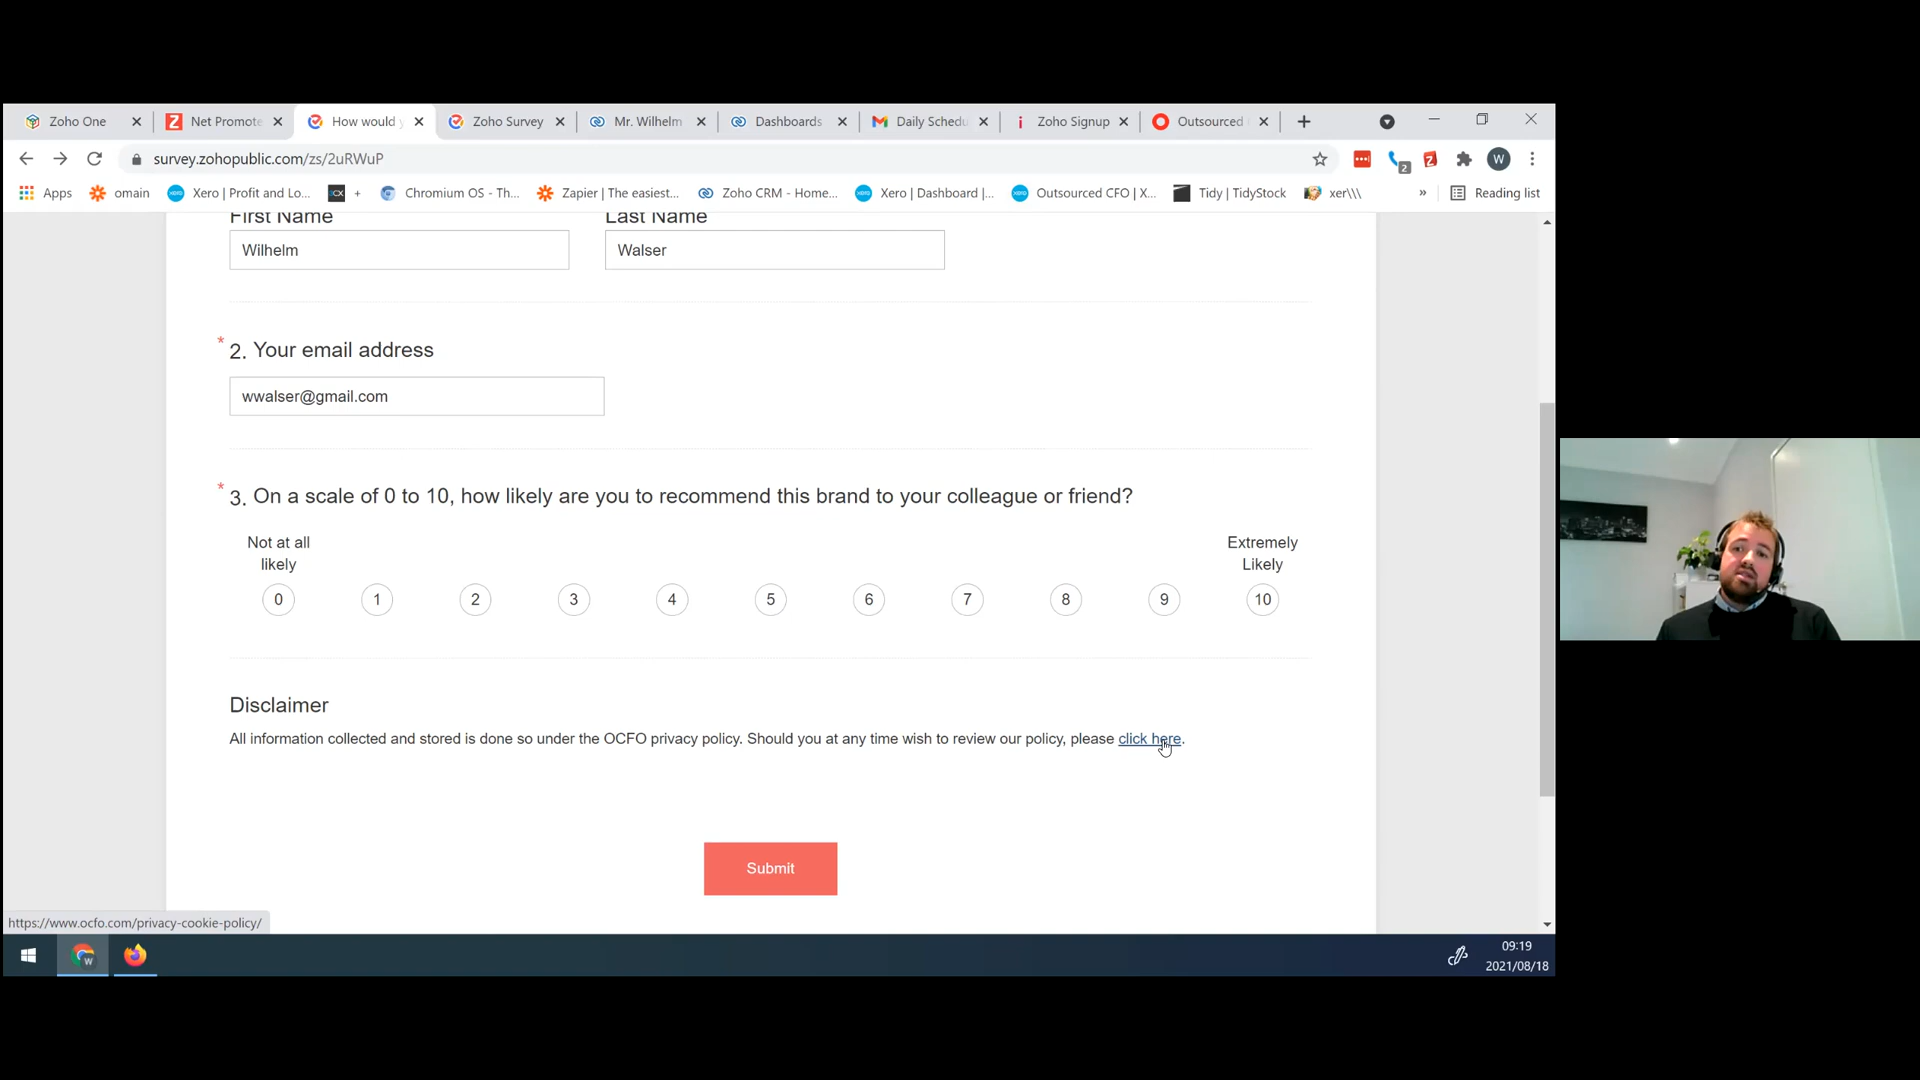 Zoho One
Net Promote
How would y
Zoho Survey
Mr. Wilhelm
Dashboards
Daily Schedu
Zoho Signup
Outsourced
survey.zohopublic.com/zs/2uRWuP
2
W
Apps
omain
Xero | Profit and Lo...
+
Chromium OS - Th...
Zapier | The easiest...
Zoho CRM - Home...
Xero | Dashboard |...
Outsourced CFO | X...
Tidy | TidyStock
xer\\\
»
Reading list
First Name
Last Name
Wilhelm
Walser
* 2. Your email address
wwalser@gmail.com
* 3. On a scale of 0 to 10, how likely are you to recommend this brand to your colleague or friend?
Not at all
likely
Extremely
Likely
0 1 2 3 4 5 6 7 8 9 10
Disclaimer
All information collected and stored is done so under the OCFO privacy policy. Should you at any time wish to review our policy, please click here.
Submit
https://www.ocfo.com/privacy-cookie-policy/
W
09:19
2021/08/18